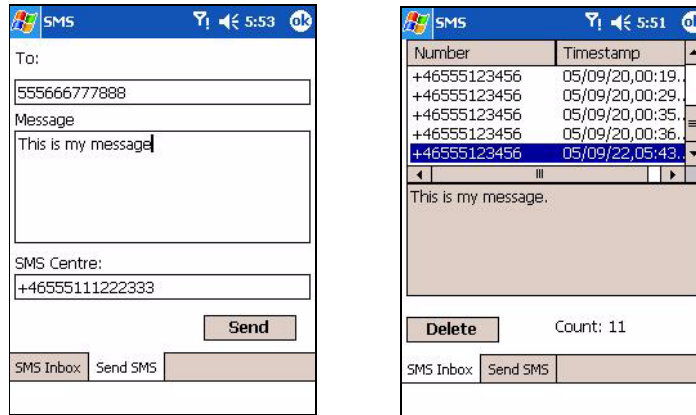 SMS 5:53 ok
To:
555666777888
Message
This is my message
SMS Centre:
+46555111222333
Send
SMS Inbox Send SMS
SMS 5:51 ok
Number Timestamp
+46555123456 05/09/20,00:19..
+46555123456 05/09/20,00:29..
+46555123456 05/09/20,00:35..
+46555123456 05/09/20,00:36..
+46555123456 05/09/22,05:43..
This is my message.
Delete Count: 11
SMS Inbox Send SMS